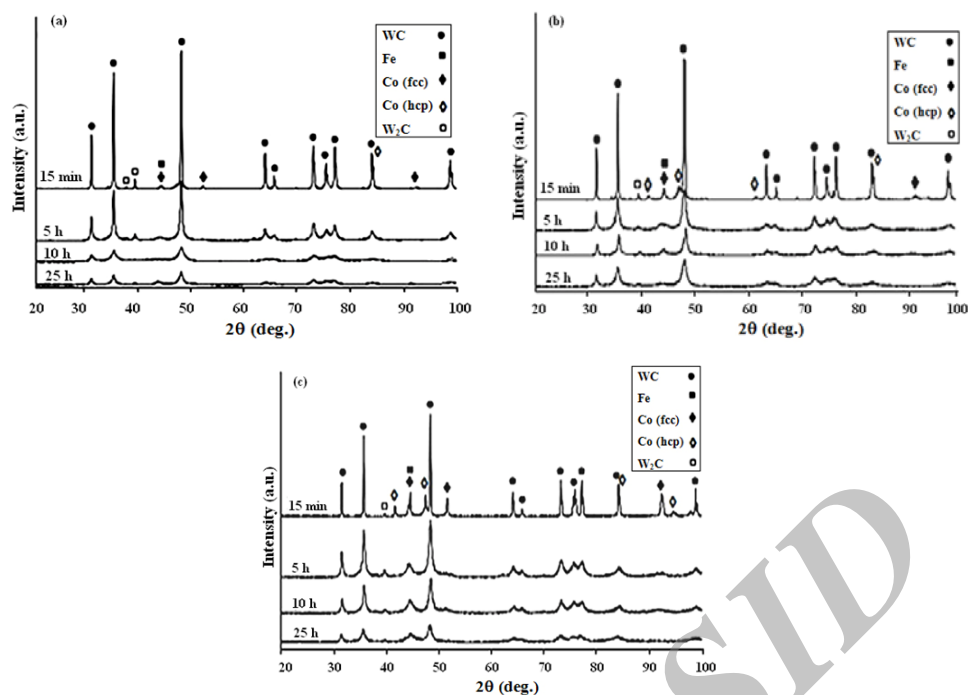 (a)
WC
Fe
Co (fcc)
Co (hcp)
W₂C
Intensity (a.u.)
15 min
5 h
10 h
25 h
20 30 40 50 60 70 80 90 100
2θ (deg.)
(b)
WC
Fe
Co (fcc)
Co (hcp)
W₂C
Intensity (a.u.)
15 min
5 h
10 h
25 h
20 30 40 50 60 70 80 90 100
2θ (deg.)
(c)
WC
Fe
Co (fcc)
Co (hcp)
W₂C
Intensity (a.u.)
15 min
5 h
10 h
25 h
20 30 40 50 60 70 80 90 100
2θ (deg.)
SID